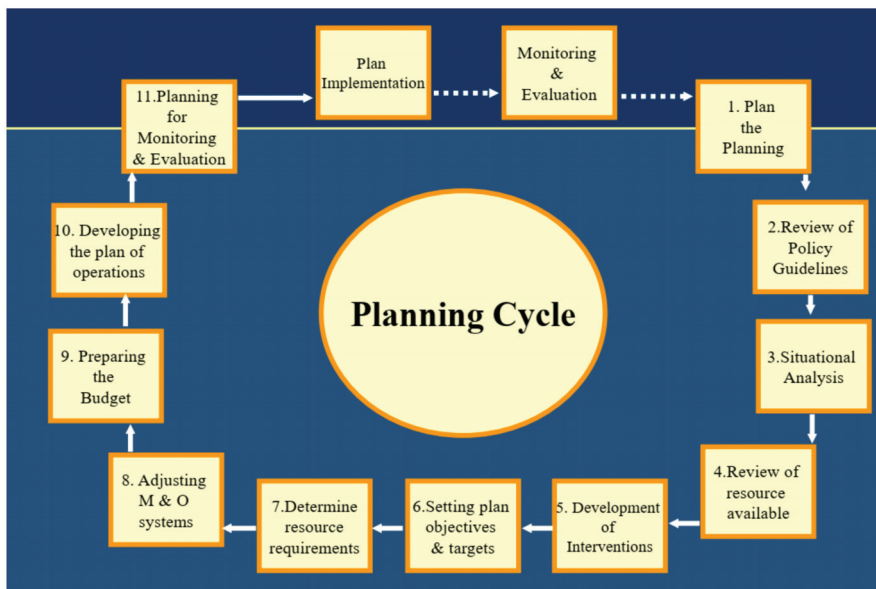 Plan
Implementation
Monitoring
&
Evaluation
1. Plan
the
Planning
2.Review of
Policy
Guidelines
3.Situational
Analysis
4.Review of
resource
available
5. Development
of
Interventions
6.Setting plan
objectives
& targets
7.Determine
resource
requirements
8. Adjusting
M & O
systems
9. Preparing
the
Budget
10. Developing
the plan of
operations
11.Planning
for
Monitoring
& Evaluation
Planning Cycle